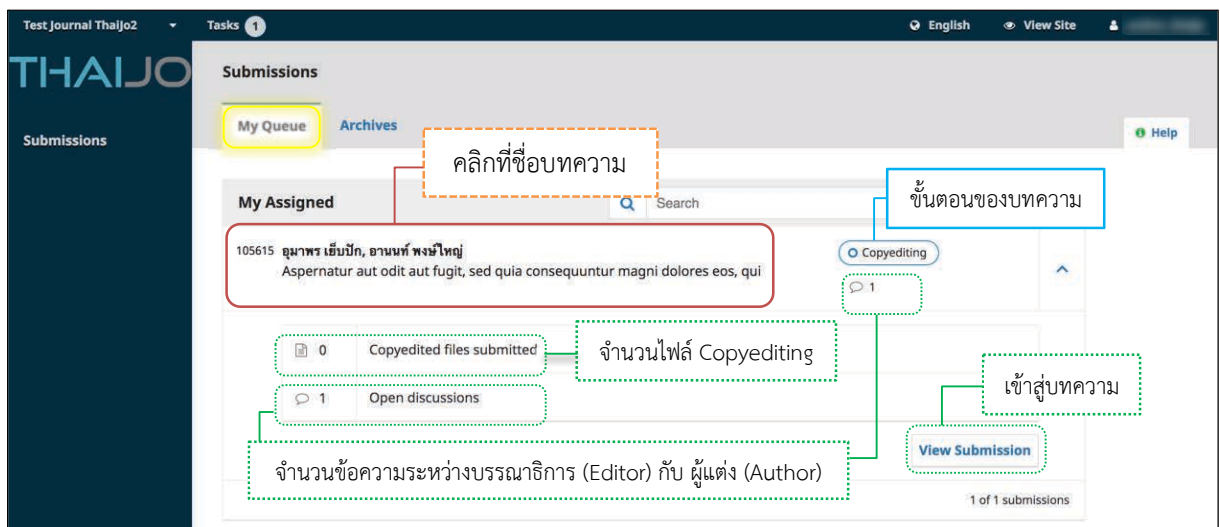 Test Journal ThaiJo2
Tasks 1
English
View Site
THAIJO
Submissions
Submissions
My Queue
Archives
Help
คลิกที่ชื่อบทความ
My Assigned
Search
ขั้นตอนของบทความ
105615 อุมาพร เย็บปัก, อานนท์ พงษ์ใหญ่
Aspernatur aut odit aut fugit, sed quia consequuntur magni dolores eos, qui
Copyediting
1
0 Copyedited files submitted
จำนวนไฟล์ Copyediting
1 Open discussions
เข้าสู่บทความ
View Submission
จำนวนข้อความระหว่างบรรณาธิการ (Editor) กับ ผู้แต่ง (Author)
1 of 1 submissions